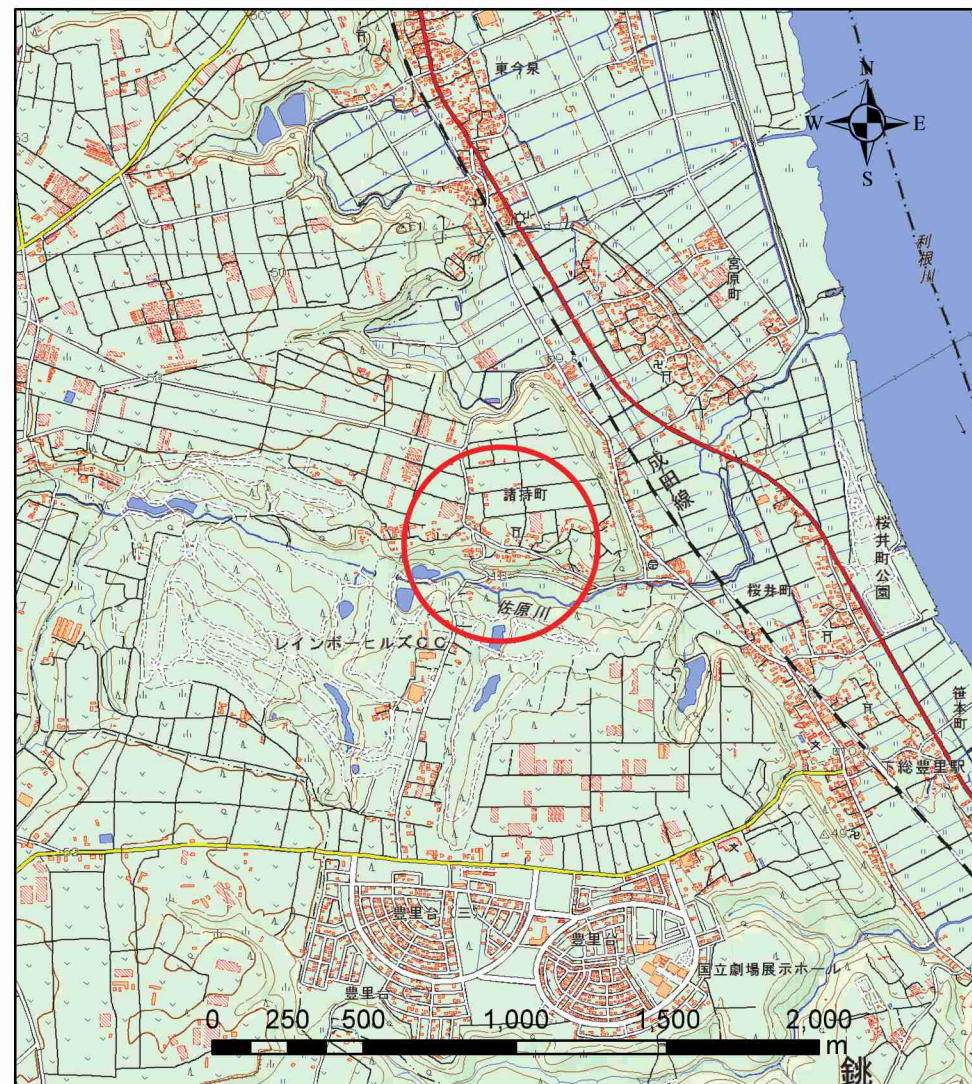 東今泉
N
W
E
S
利根川
宮原町
成田線
諸持町
桜井町公園
桜井町
佐原川
レインボーヒルズCC
笹本町
下総豊里駅
豊里台 三
豊里台
国立劇場展示ホール
豊里台
0 250 500 1,000 1,500 2,000
m
銚